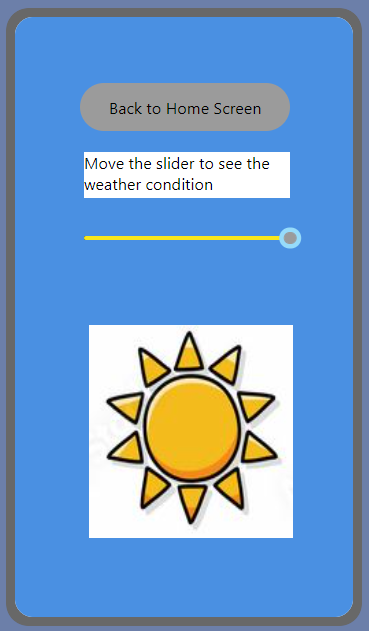 Back to Home Screen
Move the slider to see the
weather condition